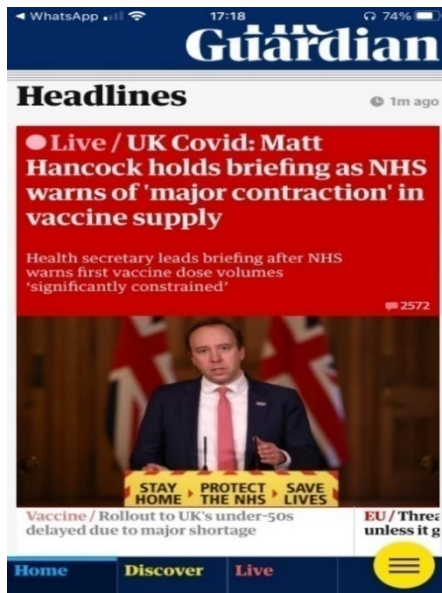 WhatsApp 17:18 74%
Guardian
Headlines 1m ago
Live / UK Covid: Matt
Hancock holds briefing as NHS
warns of 'major contraction' in
vaccine supply
Health secretary leads briefing after NHS
warns first vaccine dose volumes
‘significantly constrained’
2572
STAY HOME
PROTECT THE NHS
SAVE LIVES
Vaccine / Rollout to UK's under-50s
delayed due to major shortage
EU / Threa
unless it g
Home Discover Live